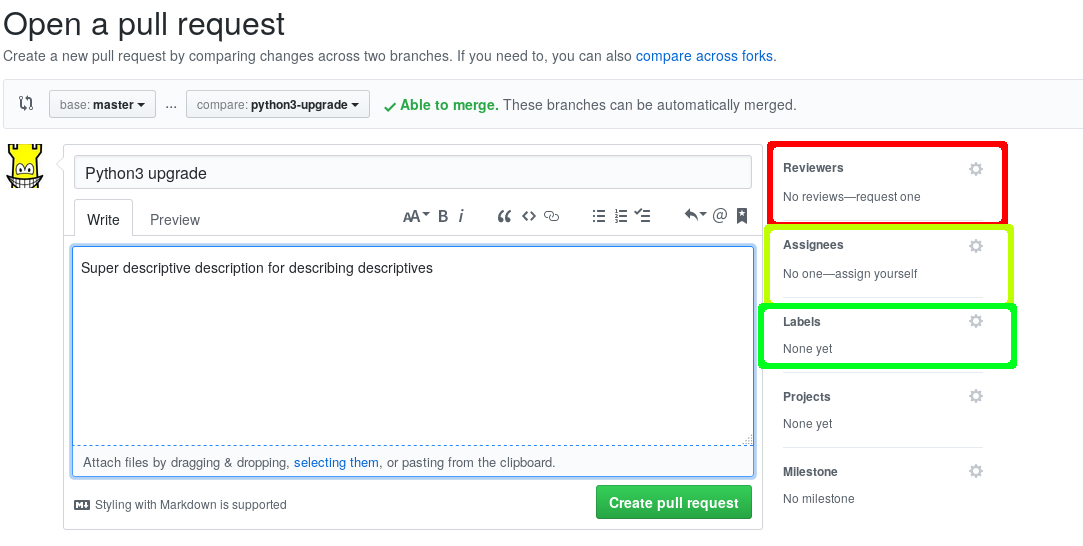 Open a pull request
Create a new pull request by comparing changes across two branches. If you need to, you can also compare across forks.
base: master ... compare: python3-upgrade Able to merge. These branches can be automatically merged.
Python3 upgrade
Write Preview AA B i @
Super descriptive description for describing descriptives
Attach files by dragging & dropping, selecting them, or pasting from the clipboard.
Styling with Markdown is supported
Create pull request
Reviewers
No reviews—request one
Assignees
No one—assign yourself
Labels
None yet
Projects
None yet
Milestone
No milestone